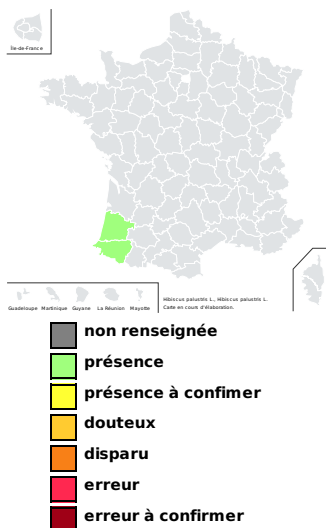 Île-de-France
Guadeloupe Martinique Guyane La Réunion Mayotte
Hibiscus palustris L., Hibiscus palustris L.
Carte en cours d'élaboration.
non renseignée
présence
présence à confimer
douteux
disparu
erreur
erreur à confirmer